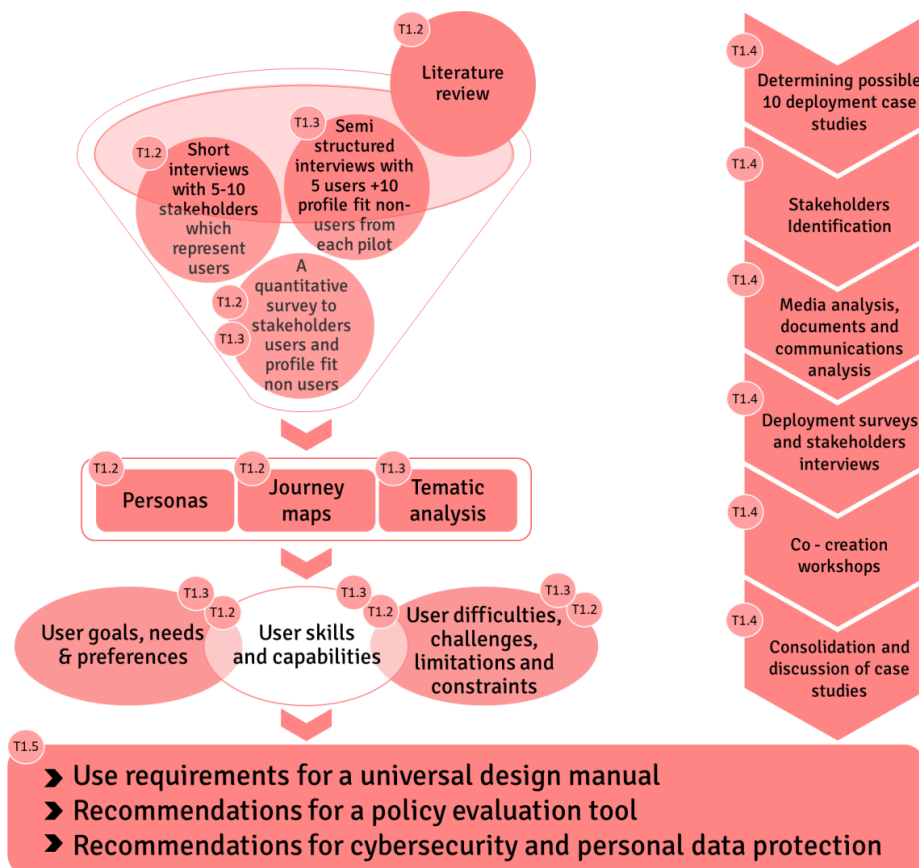 T1.2
Literature
review
T1.2
Short
interviews
with 5-10
stakeholders
which
represent
users
T1.3
Semi
structured
interviews with
5 users +10
profile fit non-
users from
each pilot
T1.2
T1.3
A
quantitative
survey to
stakeholders
users and
profile fit
non users
T1.2
Personas
T1.2
Journey
maps
T1.3
Tematic
analysis
T1.3
T1.2
User goals, needs
& preferences
T1.3
T1.2
User skills
and capabilities
T1.3
T1.2
User difficulties,
challenges,
limitations and
constraints
T1.4
Determining possible
10 deployment case
studies
T1.4
Stakeholders
Identification
T1.4
Media analysis,
documents and
communications
analysis
T1.4
Deployment surveys
and stakeholders
interviews
T1.4
Co - creation
workshops
T1.4
Consolidation and
discussion of case
studies
T1.5
Use requirements for a universal design manual
Recommendations for a policy evaluation tool
Recommendations for cybersecurity and personal data protection